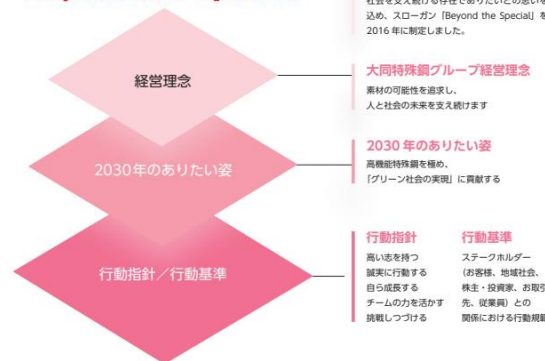 社会を支え続ける存在でありたいとの思いを
込め、スローガン「Beyond the Special」を
2016年に制定しました。
経営理念
大同特殊鋼グループ経営理念
素材の可能性を追求し、
人と社会の未来を支え続けます
2030年のありたい姿
2030年のありたい姿
高機能特殊鋼を極め、
「グリーン社会の実現」に貢献する
行動指針／行動基準
行動指針
高い志を持つ
誠実に行動する
自ら成長する
チームの力を活かす
挑戦しつづける
行動基準
ステークホルダー
（お客様、地域社会、
株主・投資家、お取引
先、従業員）との
関係における行動規範